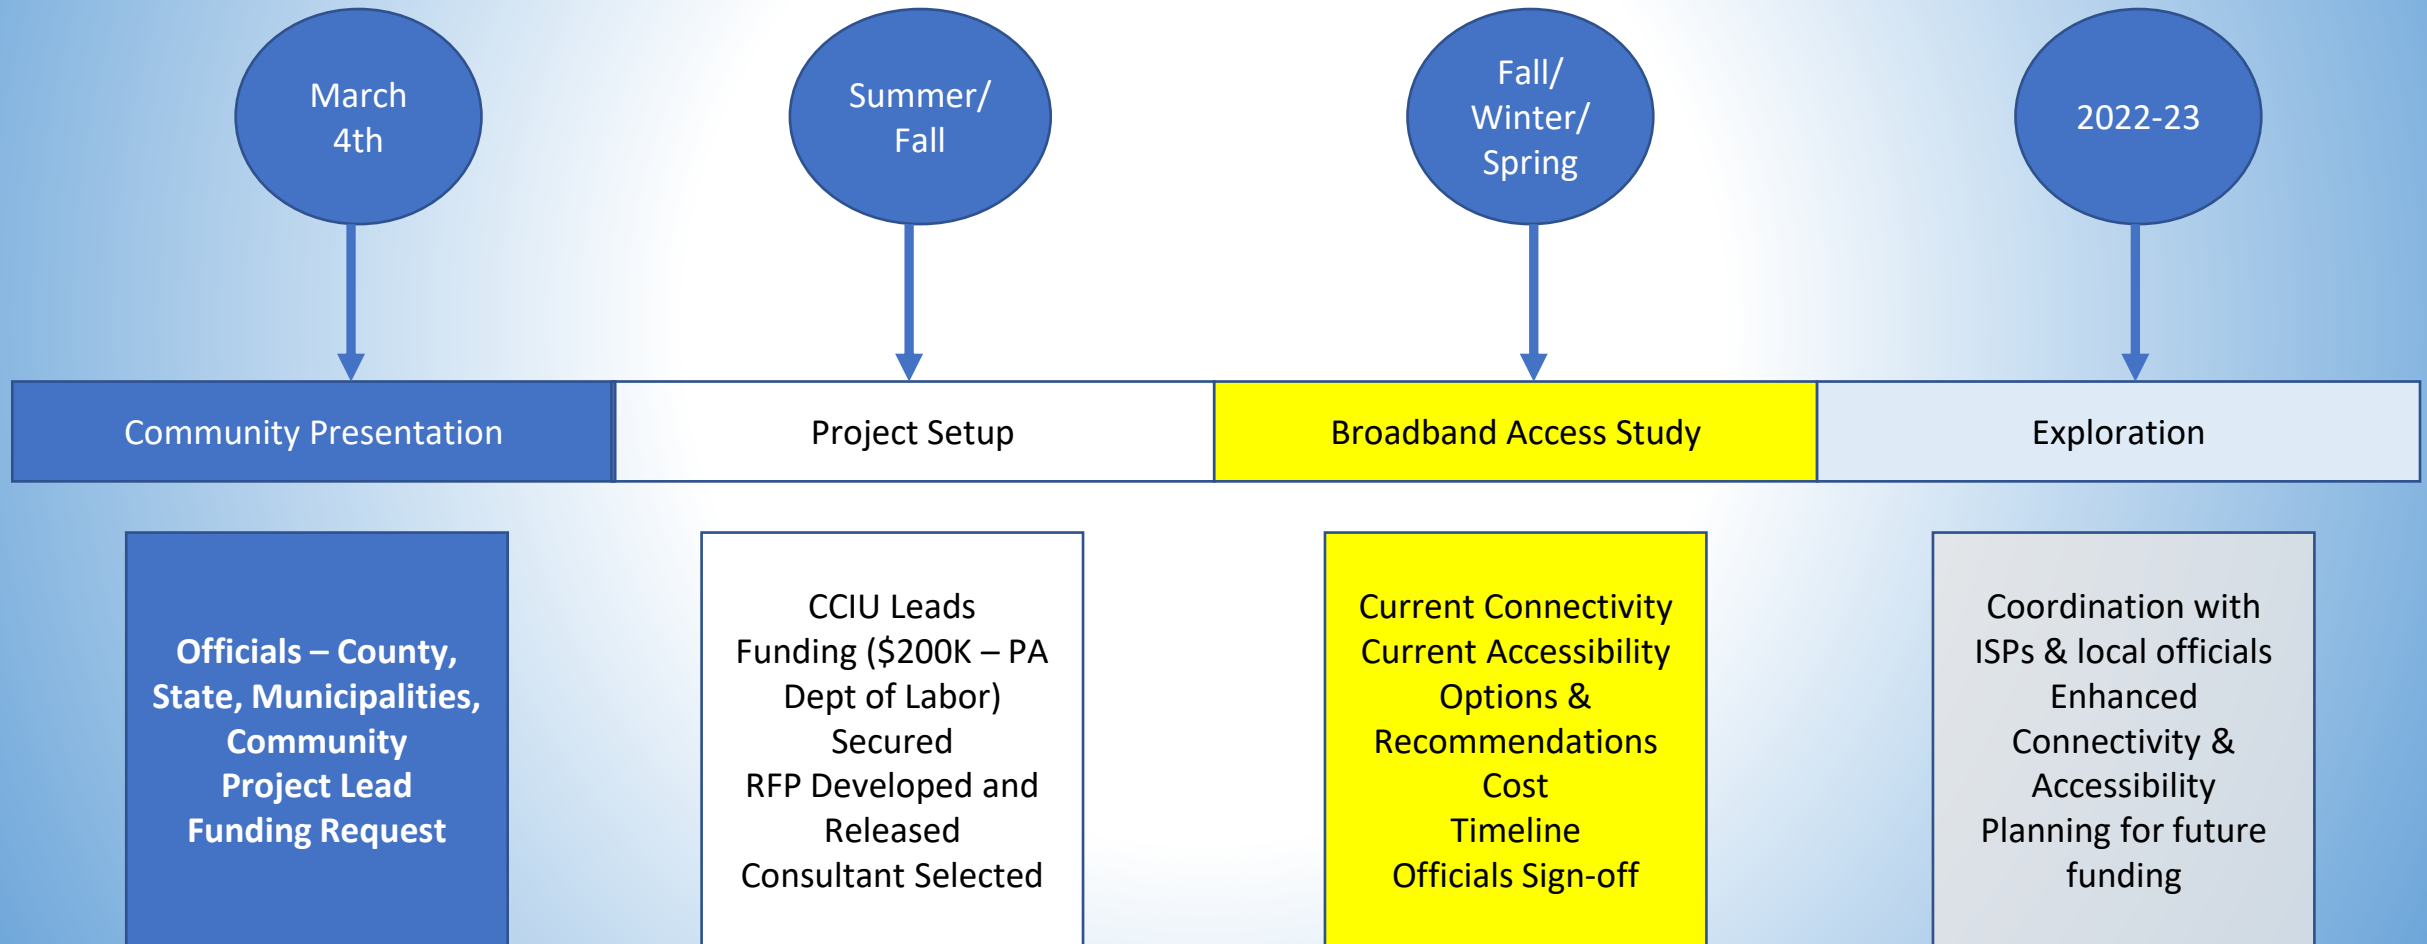 March
4th
Summer/
Fall
Fall/
Winter/
Spring
2022-23
Community Presentation
Project Setup
Broadband Access Study
Exploration
Officials – County,
State, Municipalities,
Community
Project Lead
Funding Request
CCIU Leads
Funding ($200K – PA
Dept of Labor)
Secured
RFP Developed and
Released
Consultant Selected
Current Connectivity
Current Accessibility
Options &
Recommendations
Cost
Timeline
Officials Sign-off
Coordination with
ISPs & local officials
Enhanced
Connectivity &
Accessibility
Planning for future
funding